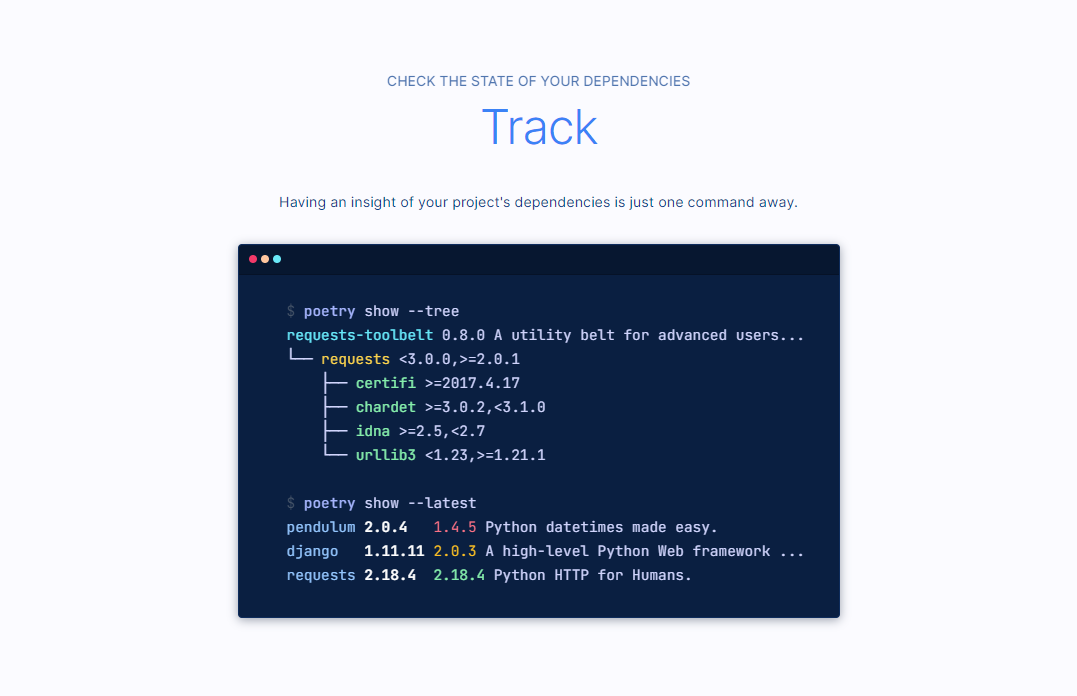 CHECK THE STATE OF YOUR DEPENDENCIES
Track
Having an insight of your project's dependencies is just one command away.
$ poetry show --tree
requests-toolbelt 0.8.0 A utility belt for advanced users...
└── requests <3.0.0,>=2.0.1
    ├── certifi >=2017.4.17
    ├── chardet >=3.0.2,<3.1.0
    ├── idna >=2.5,<2.7
    └── urllib3 <1.23,>=1.21.1
$ poetry show --latest
pendulum 2.0.4   1.4.5 Python datetimes made easy.
django   1.11.11 2.0.3 A high-level Python Web framework ...
requests 2.18.4  2.18.4 Python HTTP for Humans.